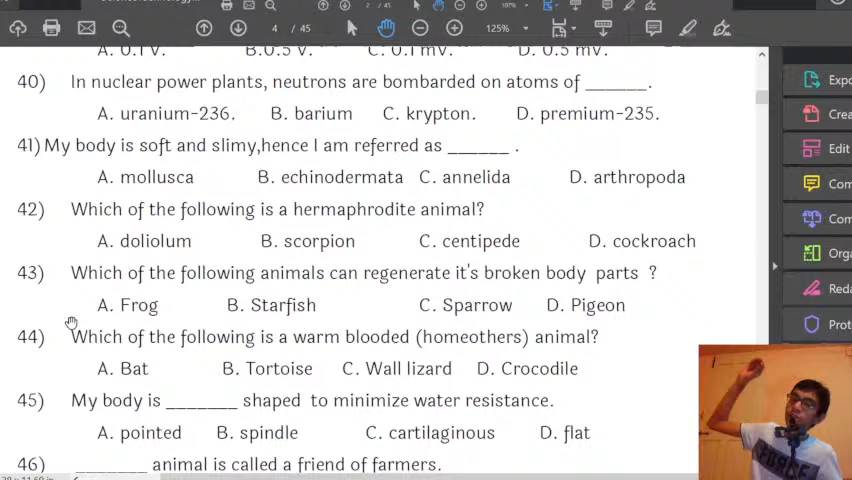 4 / 45
125%
A. 0.1 V. B.0.5 V. C. 0.1 mV. D. 0.5 mV.
40) In nuclear power plants, neutrons are bombarded on atoms of ______.
A. uranium-236. B. barium C. krypton. D. premium-235.
41) My body is soft and slimy,hence I am referred as ______ .
A. mollusca B. echinodermata C. annelida D. arthropoda
42) Which of the following is a hermaphrodite animal?
A. doliolum B. scorpion C. centipede D. cockroach
43) Which of the following animals can regenerate it's broken body parts ?
A. Frog B. Starfish C. Sparrow D. Pigeon
44) Which of the following is a warm blooded (homeothers) animal?
A. Bat B. Tortoise C. Wall lizard D. Crocodile
45) My body is _______ shaped to minimize water resistance.
A. pointed B. spindle C. cartilaginous D. flat
46) _______ animal is called a friend of farmers.
Expo
Crea
Edit
Com
Com
Orga
Reda
Prot
FORCE